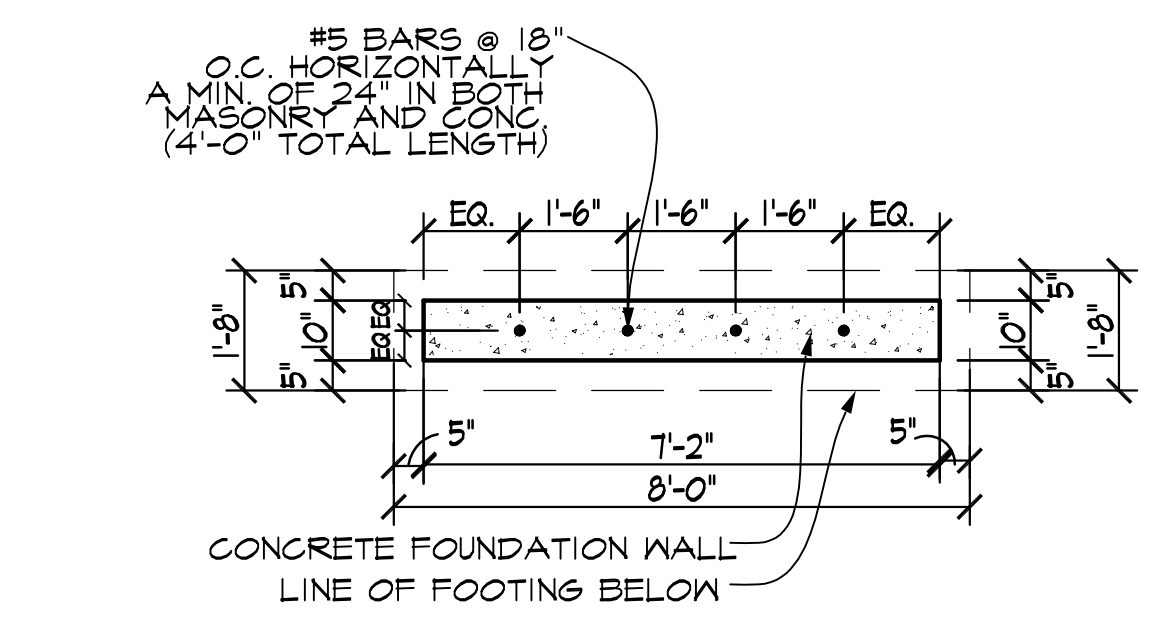 #5 BARS @ 18"
O.C. HORIZONTALLY
A MIN. OF 24" IN BOTH
MASONRY AND CONC.
(4'-0" TOTAL LENGTH)
EQ. 1'-6" 1'-6" 1'-6" EQ.
1'-8"
5"
10"
5"
EQ EQ
5"
10"
5"
1'-8"
5"
7'-2"
5"
8'-0"
CONCRETE FOUNDATION WALL
LINE OF FOOTING BELOW